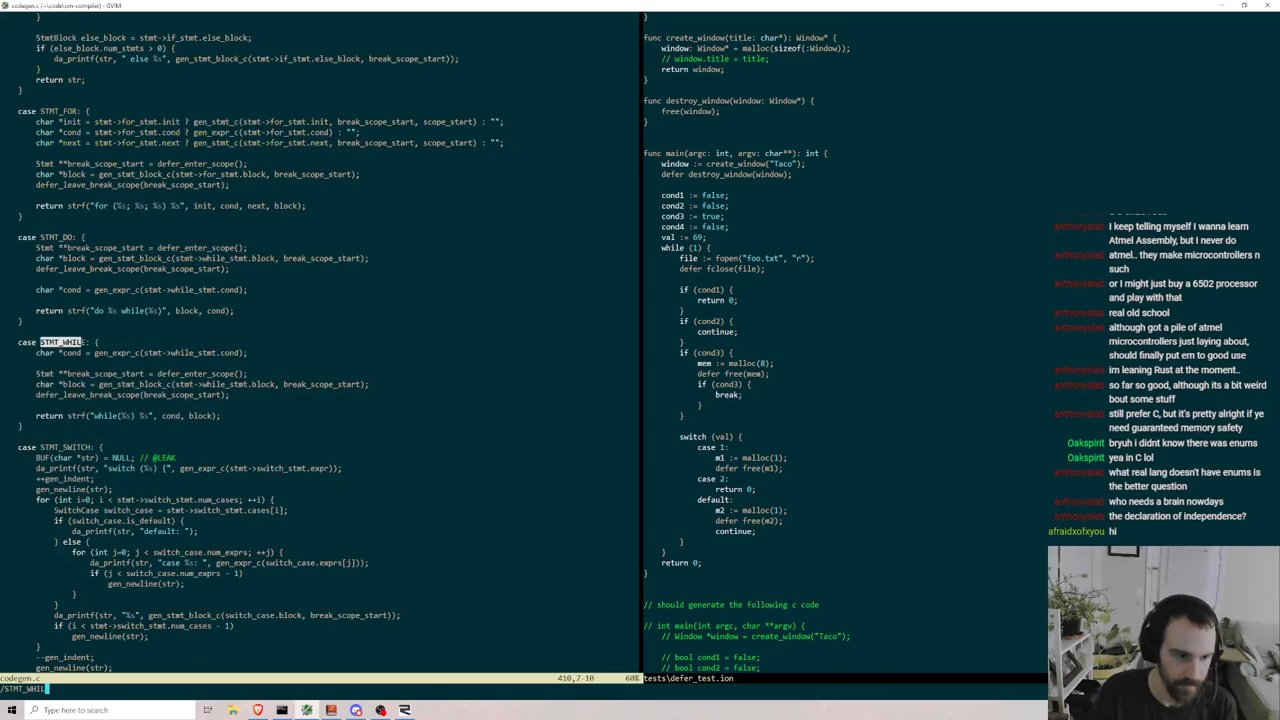 codegen.c (~\code\ion-compiler) - GVIM
}
StmtBlock else_block = stmt->if_stmt.else_block;
if (else_block.num_stmts > 0) {
da_printf(str, " else %s", gen_stmt_block_c(stmt->if_stmt.else_block, break_scope_start));
}
return str;
}
case STMT_FOR: {
char *init = stmt->for_stmt.init ? gen_stmt_c(stmt->for_stmt.init, break_scope_start, scope_start) : "";
char *cond = stmt->for_stmt.cond ? gen_expr_c(stmt->for_stmt.cond) : "";
char *next = stmt->for_stmt.next ? gen_stmt_c(stmt->for_stmt.next, break_scope_start, scope_start) : "";
Stmt **break_scope_start = defer_enter_scope();
char *block = gen_stmt_block_c(stmt->for_stmt.block, break_scope_start);
defer_leave_break_scope(break_scope_start);
return strf("for (%s; %s; %s) %s", init, cond, next, block);
}
case STMT_DO: {
Stmt **break_scope_start = defer_enter_scope();
char *block = gen_stmt_block_c(stmt->while_stmt.block, break_scope_start);
defer_leave_break_scope(break_scope_start);
char *cond = gen_expr_c(stmt->while_stmt.cond);
return strf("do %s while(%s)", block, cond);
}
case STMT_WHILE: {
char *cond = gen_expr_c(stmt->while_stmt.cond);
Stmt **break_scope_start = defer_enter_scope();
char *block = gen_stmt_block_c(stmt->while_stmt.block, break_scope_start);
defer_leave_break_scope(break_scope_start);
return strf("while(%s) %s", cond, block);
}
case STMT_SWITCH: {
BUF(char *str) = NULL; // @LEAK
da_printf(str, "switch (%s) {", gen_expr_c(stmt->switch_stmt.expr));
++gen_indent;
gen_newline(str);
for (int i=0; i < stmt->switch_stmt.num_cases; ++i) {
SwitchCase switch_case = stmt->switch_stmt.cases[i];
if (switch_case.is_default) {
da_printf(str, "default: ");
} else {
for (int j=0; j < switch_case.num_exprs; ++j) {
da_printf(str, "case %s: ", gen_expr_c(switch_case.exprs[j]));
if (j < switch_case.num_exprs - 1)
gen_newline(str);
}
}
da_printf(str, "%s", gen_stmt_block_c(switch_case.block, break_scope_start));
if (i < stmt->switch_stmt.num_cases - 1)
gen_newline(str);
}
--gen_indent;
gen_newline(str);
codegen.c 410,7-10 60%
/STMT_WHIL
}
func create_window(title: char*): Window* {
window: Window* = malloc(sizeof(:Window));
// window.title = title;
return window;
}
func destroy_window(window: Window*) {
free(window);
}
func main(argc: int, argv: char**): int {
window := create_window("Taco");
defer destroy_window(window);
cond1 := false;
cond2 := false;
cond3 := true;
cond4 := false;
val := 69;
while (1) {
file := fopen("foo.txt", "r");
defer fclose(file);
if (cond1) {
return 0;
}
if (cond2) {
continue;
}
if (cond3) {
mem := malloc(8);
defer free(mem);
if (cond3) {
break;
}
}
switch (val) {
case 1:
m1 := malloc(1);
defer free(m1);
case 2:
return 0;
default:
m2 := malloc(1);
defer free(m2);
continue;
}
}
return 0;
}
// should generate the following c code
// int main(int argc, char **argv) {
// Window *window = create_window("Taco");
// bool cond1 = false;
// bool cond2 = false;
tests\defer_test.ion
anthonyslab I keep telling myself I wanna learn
Atmel Assembly, but I never do
anthonyslab atmel.. they make microcontrollers n
such
anthonyslab or I might just buy a 6502 processor
and play with that
anthonyslab real old school
anthonyslab although got a pile of atmel
microcontrollers just laying about,
should finally put em to good use
anthonyslab im leaning Rust at the moment..
anthonyslab so far so good, although its a bit weird
bout some stuff
anthonyslab still prefer C, but it's pretty alright if ye
need guaranteed memory safety
Oakspirit bryuh i didnt know there was enums
Oakspirit yea in C lol
anthonyslab what real lang doesn't have enums is
the better question
anthonyslab who needs a brain nowdays
anthonyslab the declaration of independence?
afraidxofxyou hi
Type here to search